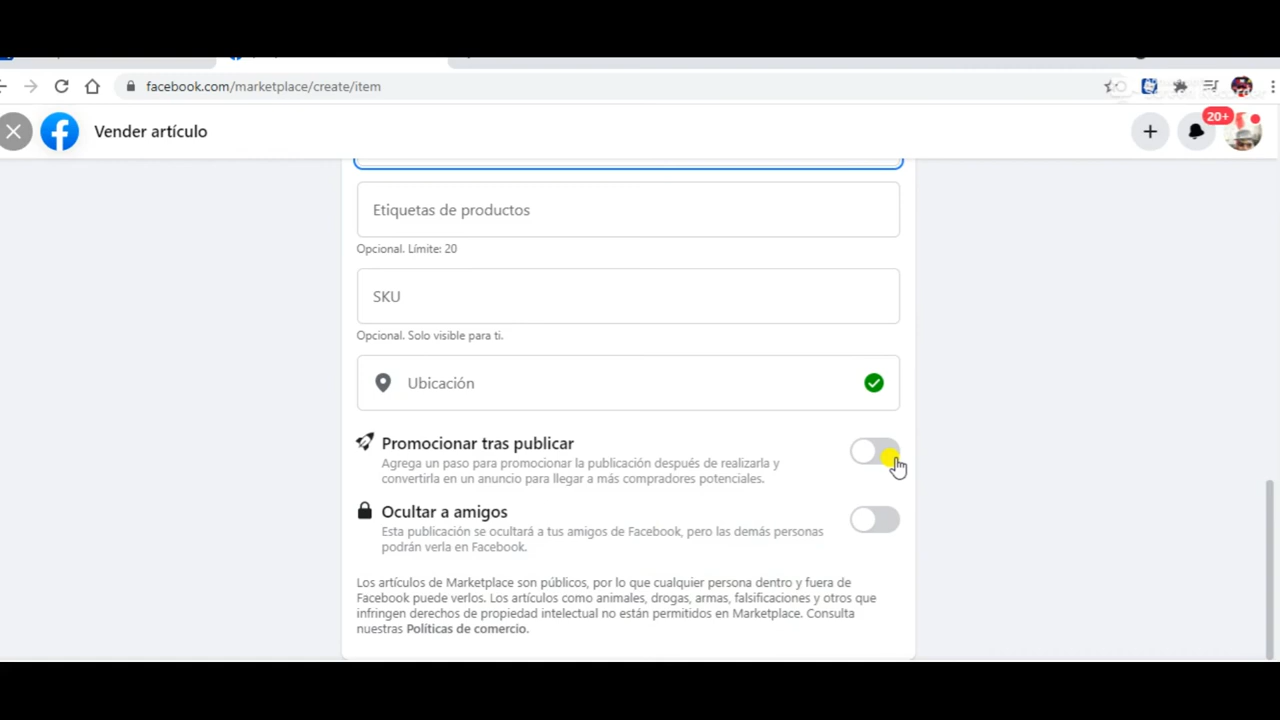 facebook.com/marketplace/create/item
Vender artículo
20+
Etiquetas de productos
Opcional. Límite: 20
SKU
Opcional. Solo visible para ti.
Ubicación
Promocionar tras publicar
Agrega un paso para promocionar la publicación después de realizarla y
convertirla en un anuncio para llegar a más compradores potenciales.
Ocultar a amigos
Esta publicación se ocultará a tus amigos de Facebook, pero las demás personas
podrán verla en Facebook.
Los artículos de Marketplace son públicos, por lo que cualquier persona dentro y fuera de
Facebook puede verlos. Los artículos como animales, drogas, armas, falsificaciones y otros que
infringen derechos de propiedad intelectual no están permitidos en Marketplace. Consulta
nuestras Políticas de comercio.